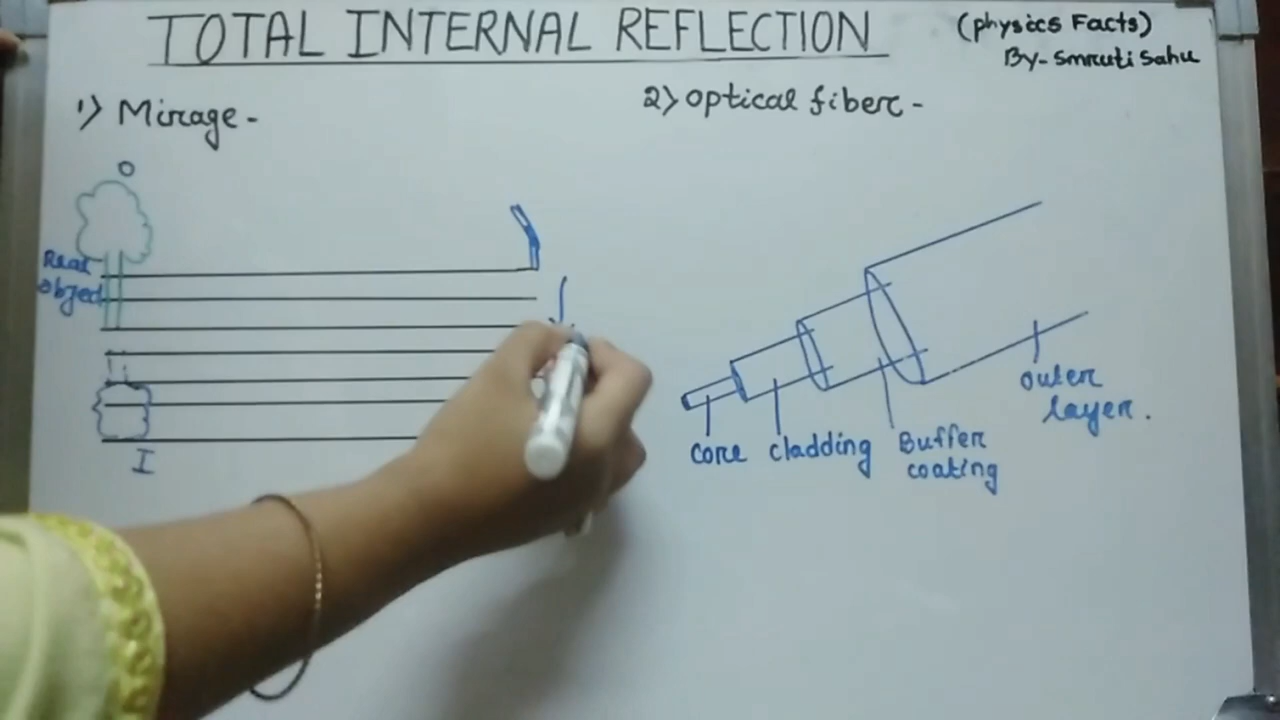 TOTAL INTERNAL REFLECTION
(physics Facts)
By- Smruti Sahu
1) Mirage -
2) optical fiber -
O
Real
object
I
core
cladding
Buffer
coating
outer
layer.